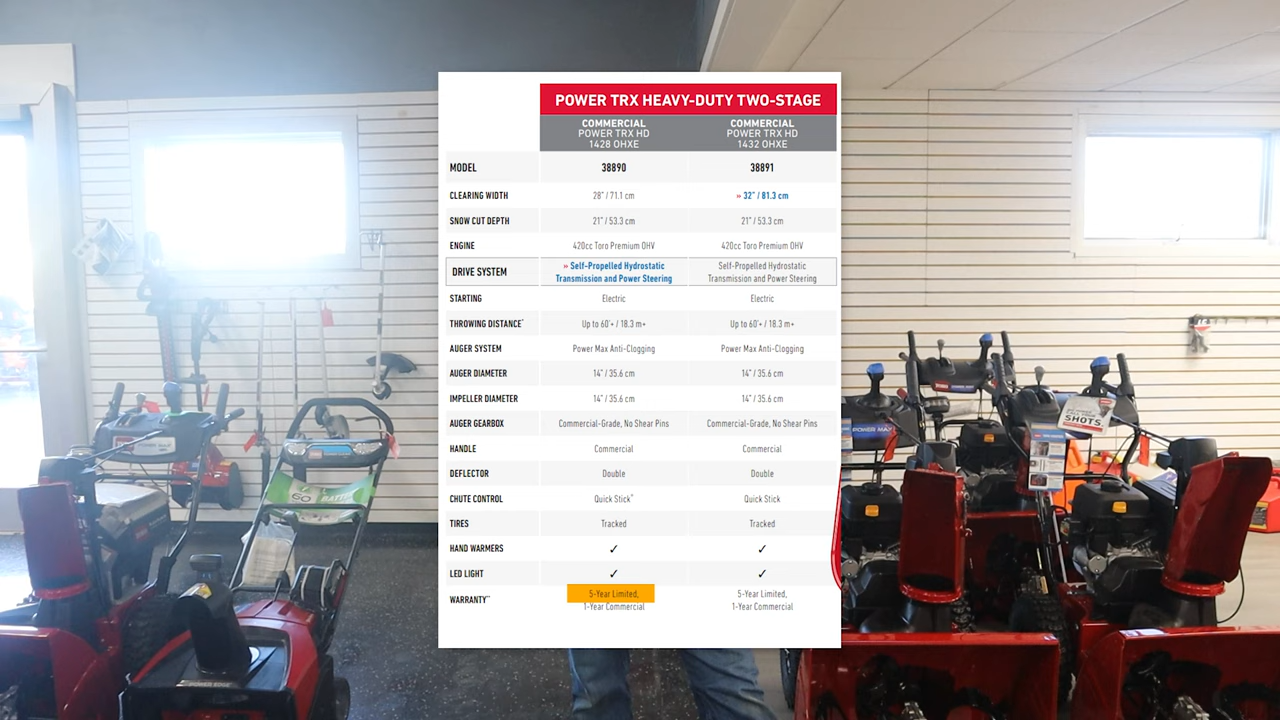 POWER TRX HEAVY-DUTY TWO-STAGE
COMMERCIAL POWER TRX HD 1428 OHXE
COMMERCIAL POWER TRX HD 1432 OHXE
MODEL 38890 38891
CLEARING WIDTH 28" / 71.1 cm » 32" / 81.3 cm
SNOW CUT DEPTH 21" / 53.3 cm 21" / 53.3 cm
ENGINE 420cc Toro Premium OHV 420cc Toro Premium OHV
DRIVE SYSTEM » Self-Propelled Hydrostatic Transmission and Power Steering Self-Propelled Hydrostatic Transmission and Power Steering
STARTING Electric Electric
THROWING DISTANCE* Up to 60'+ / 18.3 m+ Up to 60'+ / 18.3 m+
AUGER SYSTEM Power Max Anti-Clogging Power Max Anti-Clogging
AUGER DIAMETER 14" / 35.6 cm 14" / 35.6 cm
IMPELLER DIAMETER 14" / 35.6 cm 14" / 35.6 cm
AUGER GEARBOX Commercial-Grade, No Shear Pins Commercial-Grade, No Shear Pins
HANDLE Commercial Commercial
DEFLECTOR Double Double
CHUTE CONTROL Quick Stick® Quick Stick
TIRES Tracked Tracked
HAND WARMERS ✓ ✓
LED LIGHT ✓ ✓
WARRANTY** 5-Year Limited, 1-Year Commercial 5-Year Limited, 1-Year Commercial
POWER MAX
SHOTS
60
POWER EDGE